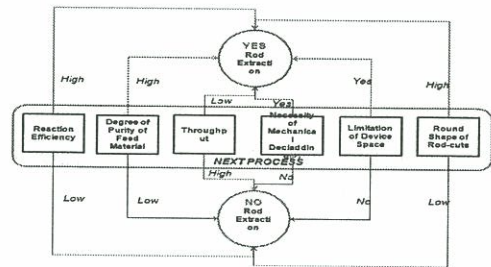 YES
Rod
Extracti
on
High
High
Yes
High
Low
Yes
Reaction
Efficiency
Degree of
Purity of
Feed
Material
Throughp
ut
Necessity
of
Mechanica
l
Decladdin
Limitation
of Device
Space
Round
Shape of
Rod-cuts
NEXT PROCESS
High
No
Low
Low
No
Low
NO
Rod
Extracti
on